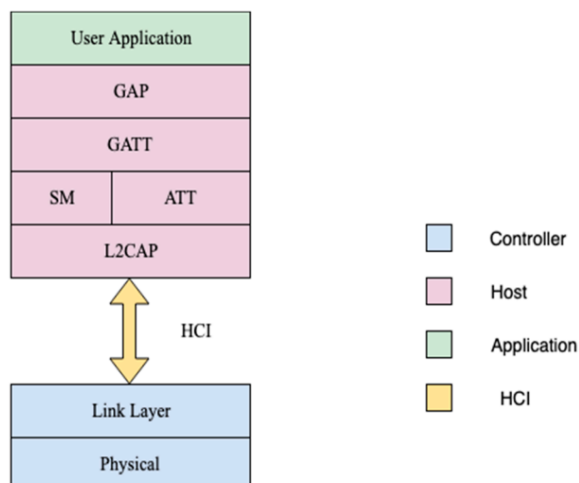 User Application
GAP
GATT
SM ATT
L2CAP
HCI
Link Layer
Physical
Controller
Host
Application
HCI